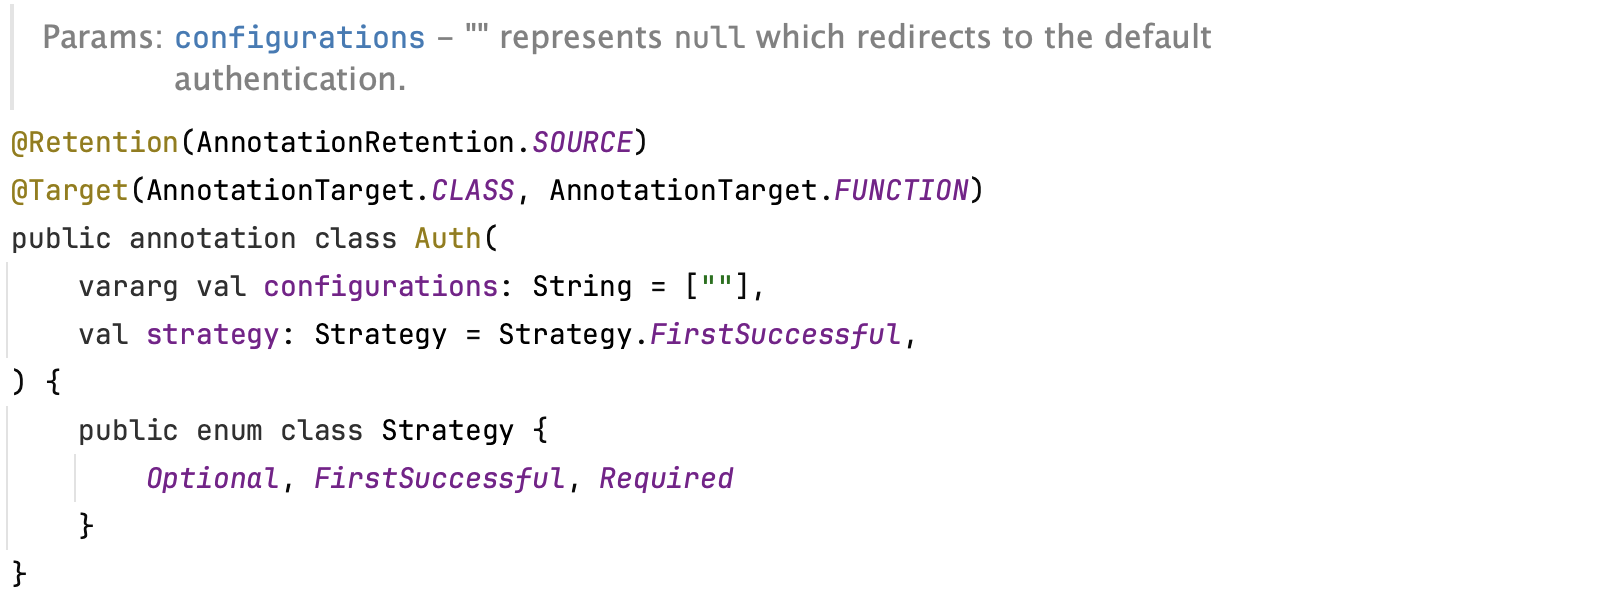 Params: configurations – "" represents null which redirects to the default
authentication.
@Retention(AnnotationRetention.SOURCE)
@Target(AnnotationTarget.CLASS, AnnotationTarget.FUNCTION)
public annotation class Auth(
    vararg val configurations: String = [""],
    val strategy: Strategy = Strategy.FirstSuccessful,
) {
    public enum class Strategy {
        Optional, FirstSuccessful, Required
    }
}